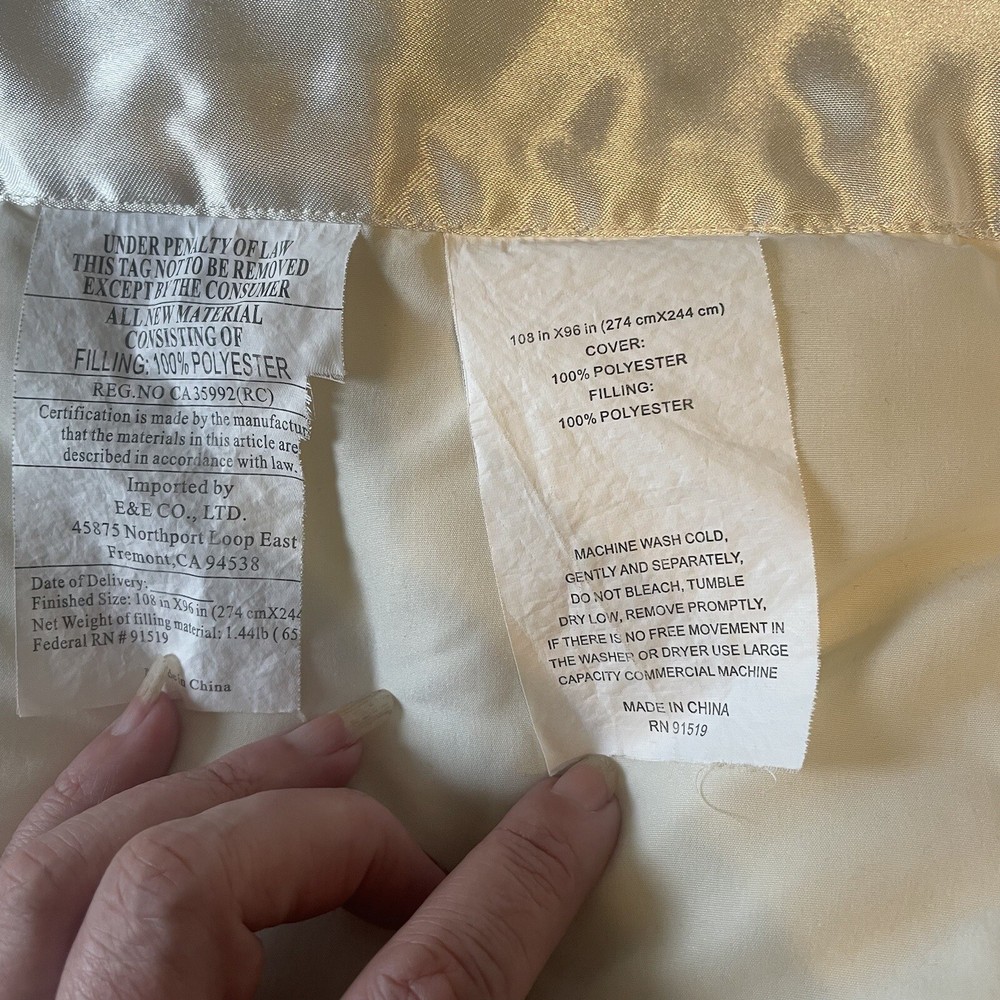 UNDER PENALTY OF LAW
THIS TAG NOT TO BE REMOVED
EXCEPT BY THE CONSUMER
ALL NEW MATERIAL
CONSISTING OF
FILLING: 100% POLYESTER
REG.NO CA35992(RC)
Certification is made by the manufactur
that the materials in this article are
described in accordance with law.
Imported by
E&E CO., LTD.
45875 Northport Loop East
Fremont,CA 94538
Date of Delivery:
Finished Size: 108 in X96 in (274 cmX244
Net Weight of filling material: 1.44lb ( 65
Federal RN # 91519
in China
108 in X96 in (274 cmX244 cm)
COVER:
100% POLYESTER
FILLING:
100% POLYESTER
MACHINE WASH COLD,
GENTLY AND SEPARATELY,
DO NOT BLEACH, TUMBLE
DRY LOW, REMOVE PROMPTLY,
IF THERE IS NO FREE MOVEMENT IN
THE WASHER OR DRYER USE LARGE
CAPACITY COMMERCIAL MACHINE
MADE IN CHINA
RN 91519